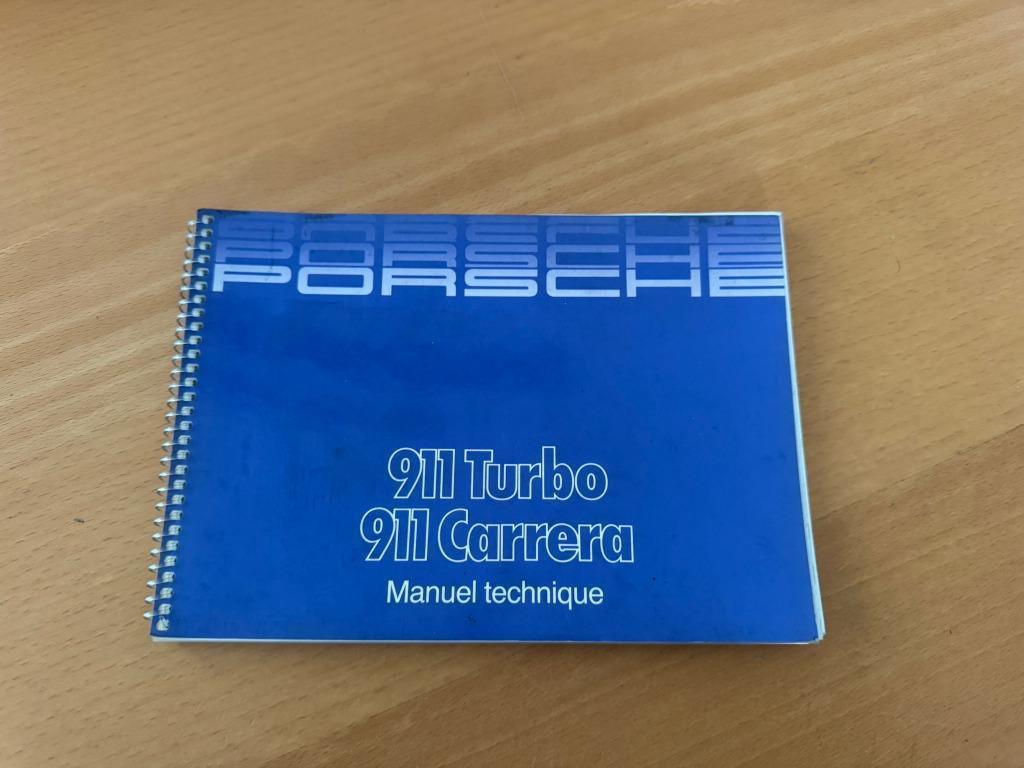 PORSCHE
PORSCHE
PORSCHE
911 Turbo
911 Carrera
Manuel technique